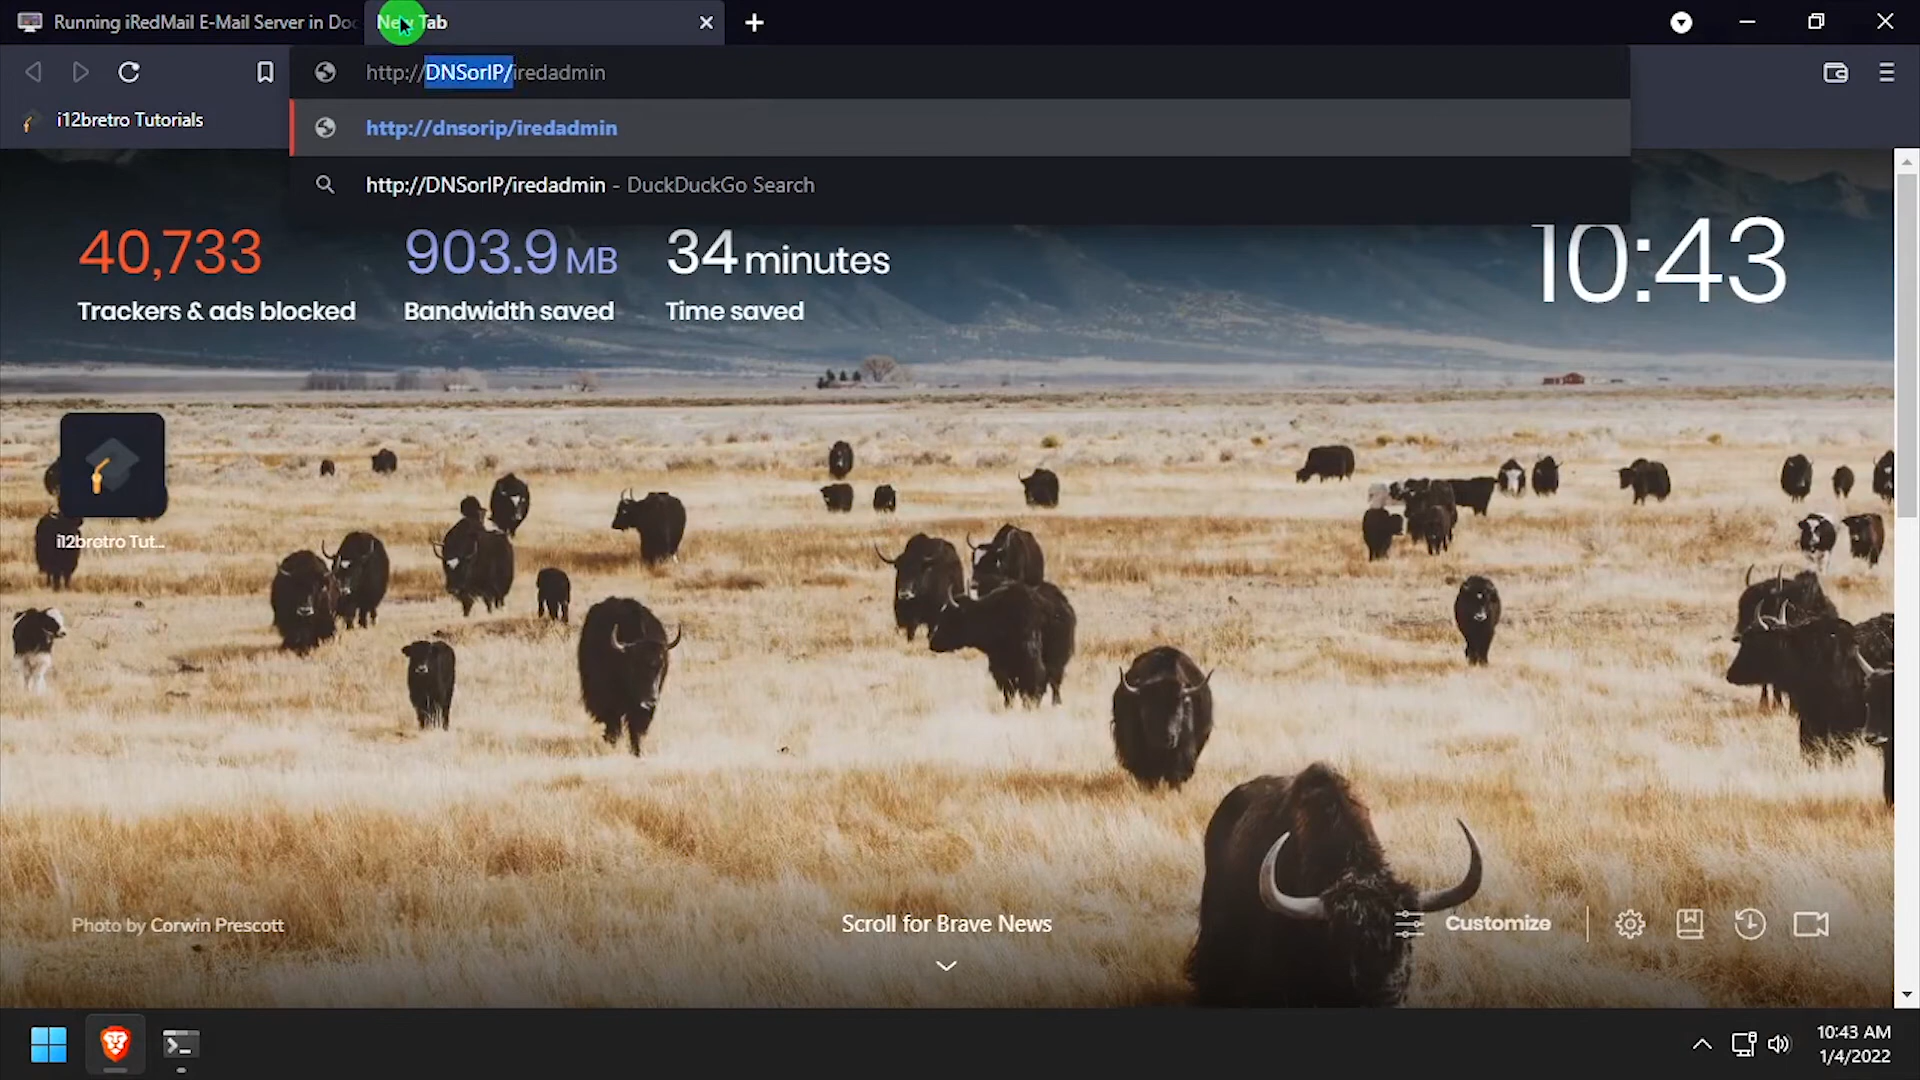 Running iRedMail E-Mail Server in Doc
New Tab
http://DNSorIP/iredadmin
i12bretro Tutorials
http://dnsorip/iredadmin
http://DNSorIP/iredadmin - DuckDuckGo Search
40,733
Trackers & ads blocked
903.9 MB
Bandwidth saved
34 minutes
Time saved
10:43
i12bretro Tut...
Photo by Corwin Prescott
Scroll for Brave News
Customize
10:43 AM
1/4/2022